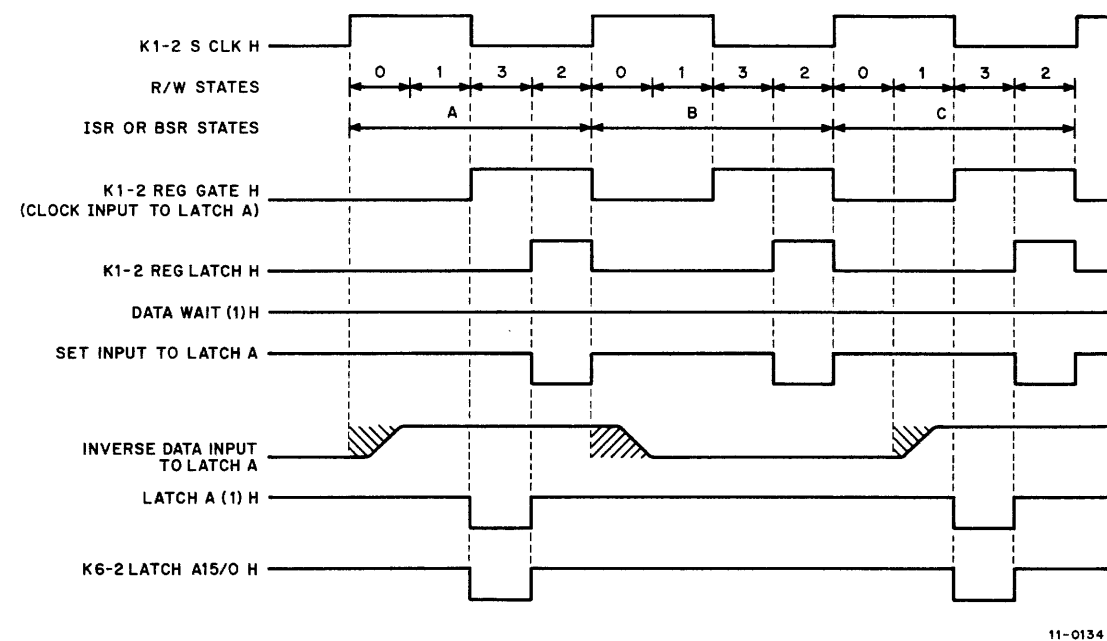 K1-2 S CLK H
0 1 3 2 0 1 3 2 0 1 3 2
R/W STATES
A B C
ISR OR BSR STATES
K1-2 REG GATE H
(CLOCK INPUT TO LATCH A)
K1-2 REG LATCH H
DATA WAIT (1) H
SET INPUT TO LATCH A
INVERSE DATA INPUT
TO LATCH A
LATCH A (1) H
K6-2 LATCH A15/0 H
11-0134